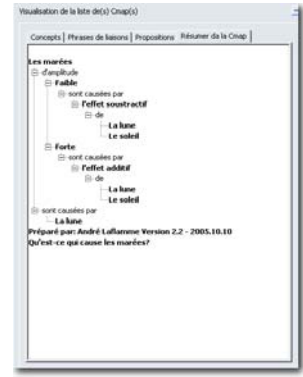 Visualisation de la liste de(s) Cmap(s)
Concepts Phrases de liaisons Propositions Résumer da la Cmap
Les marées
d'amplitude
Faible
sont causées par
l'effet soustractif
de
La lune
Le soleil
Forte
sont causées par
l'effet additif
de
La lune
Le soleil
sont causées par
La lune
Préparé par: André Laflamme Version 2.2 - 2005.10.10
Qu'est-ce qui cause les marées?